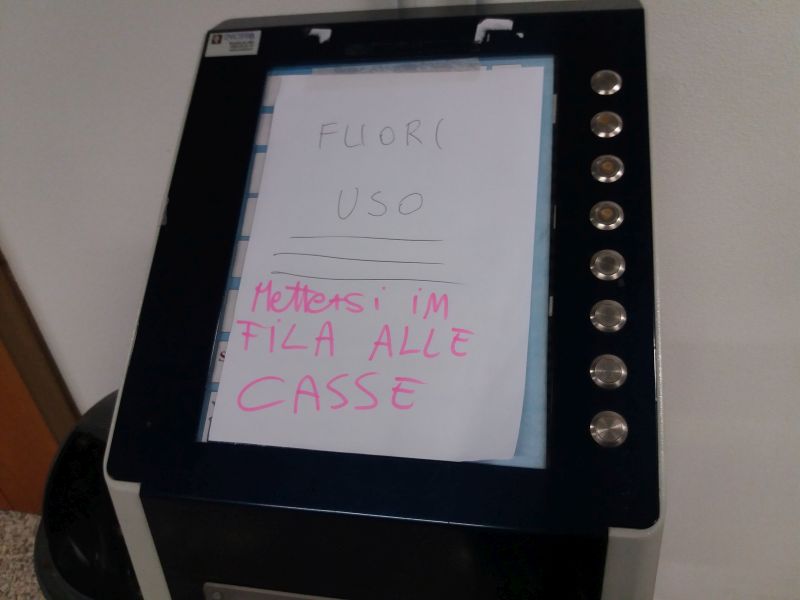 FUORI
USO
Mettersi iM
FiLA ALLE
CASSE